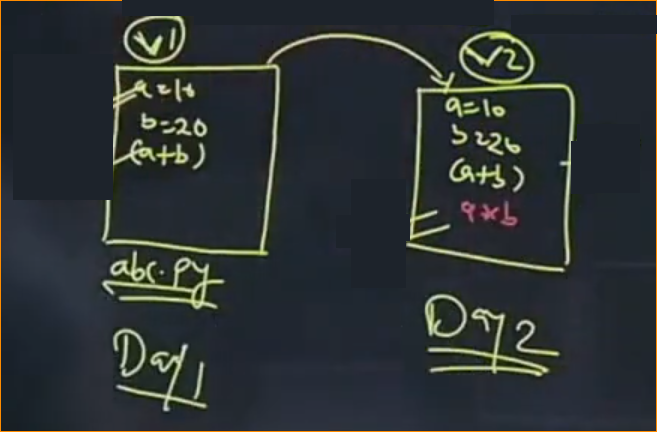 V1
a=10
b=20
(a+b)
abc.py
Day1
V2
a=10
b=20
(a+b)
a*b
Day2